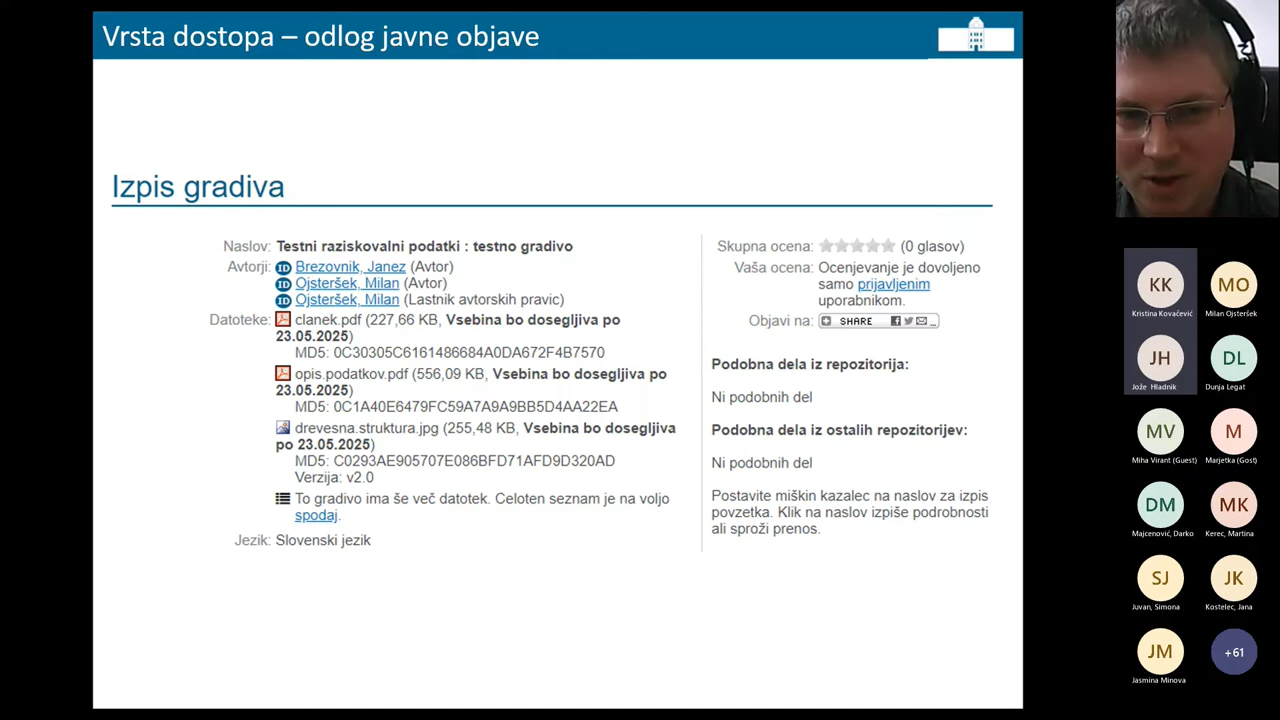 Vrsta dostopa – odlog javne objave
Izpis gradiva
Naslov: Testni raziskovalni podatki : testno gradivo
Avtorji: iD Brezovnik, Janez (Avtor)
iD Ojsteršek, Milan (Avtor)
iD Ojsteršek, Milan (Lastnik avtorskih pravic)
Datoteke: clanek.pdf (227,66 KB, Vsebina bo dosegljiva po
23.05.2025)
MD5: 0C30305C6161486684A0DA672F4B7570
opis.podatkov.pdf (556,09 KB, Vsebina bo dosegljiva po
23.05.2025)
MD5: 0C1A40E6479FC59A7A9A9BB5D4AA22EA
drevesna.struktura.jpg (255,48 KB, Vsebina bo dosegljiva
po 23.05.2025)
MD5: C0293AE905707E086BFD71AFD9D320AD
Verzija: v2.0
To gradivo ima še več datotek. Celoten seznam je na voljo
spodaj.
Jezik: Slovenski jezik
Skupna ocena: (0 glasov)
Vaša ocena: Ocenjevanje je dovoljeno
samo prijavljenim
uporabnikom.
Objavi na: SHARE
Podobna dela iz repozitorija:
Ni podobnih del
Podobna dela iz ostalih repozitorijev:
Ni podobnih del
Postavite miškin kazalec na naslov za izpis
povzetka. Klik na naslov izpiše podrobnosti
ali sproži prenos.
KK
Kristina Kovačević
MO
Milan Ojsteršek
JH
Jože Hladnik
DL
Dunja Legat
MV
Miha Virant (Guest)
M
Marjetka (Gost)
DM
Majcenovič, Darko
MK
Kerec, Martina
SJ
Juvan, Simona
JK
Kostelec, Jana
JM
Jasmina Minova
+61